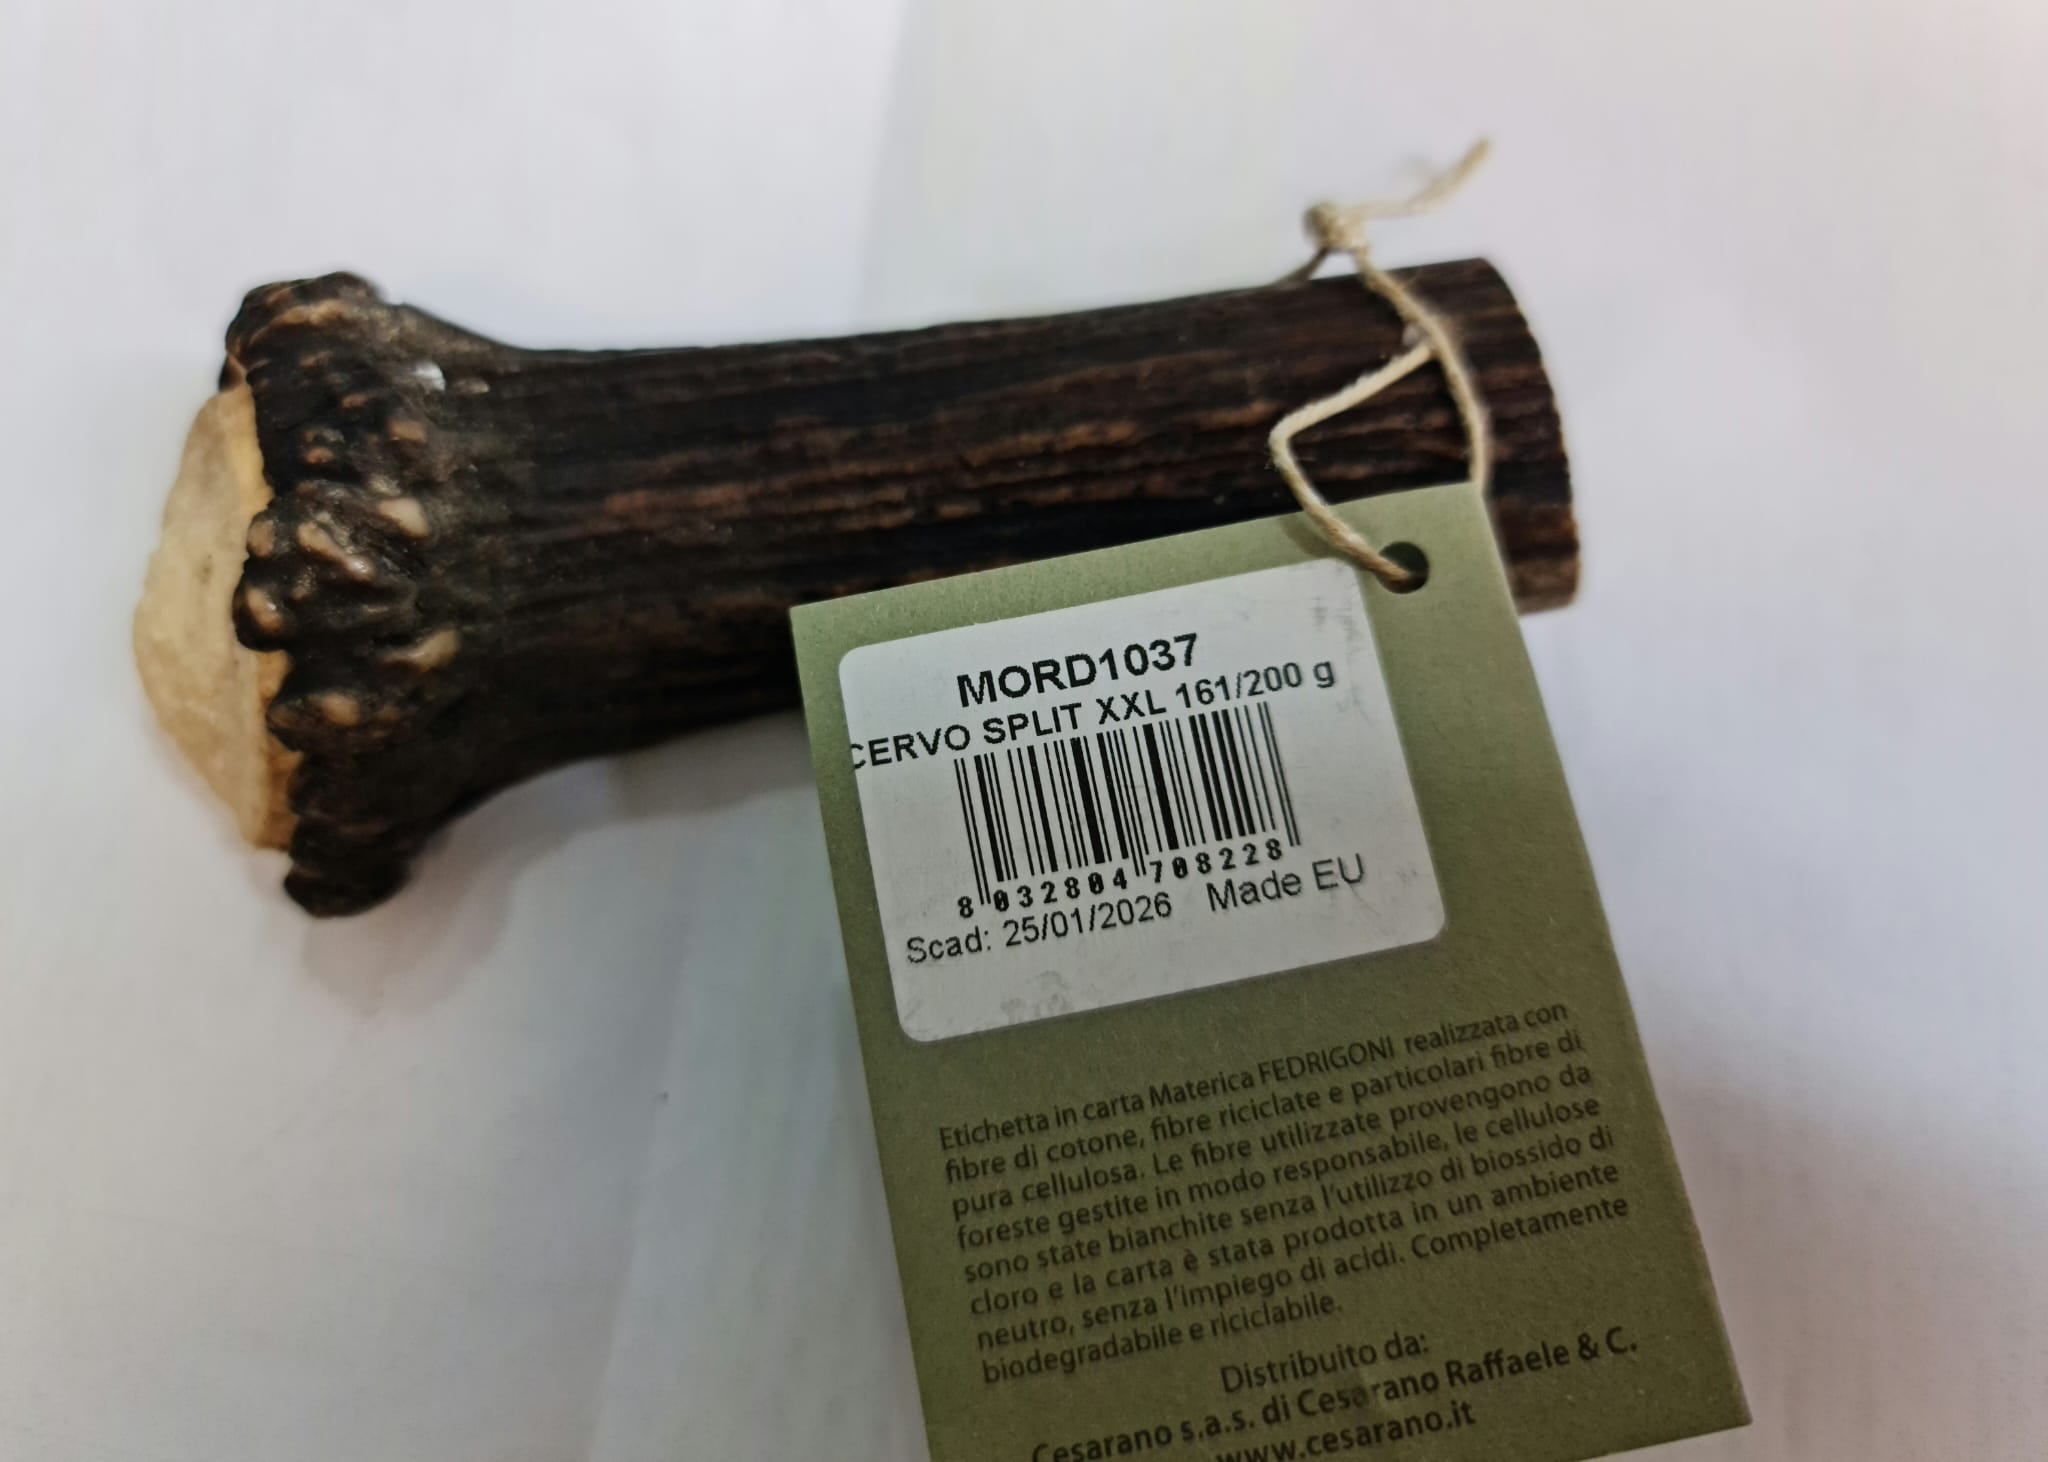 MORD1037
CERVO SPLIT XXL 161/200 g
8 032804 708228
Scad: 25/01/2026 Made EU
Etichetta in carta Materica FEDRIGONI realizzata con
fibre di cotone, fibre riciclate e particolari fibre di
pura cellulosa. Le fibre utilizzate provengono da
foreste gestite in modo responsabile, le cellulose
sono state bianchite senza l'utilizzo di biossido di
cloro e la carta è stata prodotta in un ambiente
neutro, senza l'impiego di acidi. Completamente
biodegradabile e riciclabile.
Distribuito da:
Cesarano s.a.s. di Cesarano Raffaele & C.
www.cesarano.it